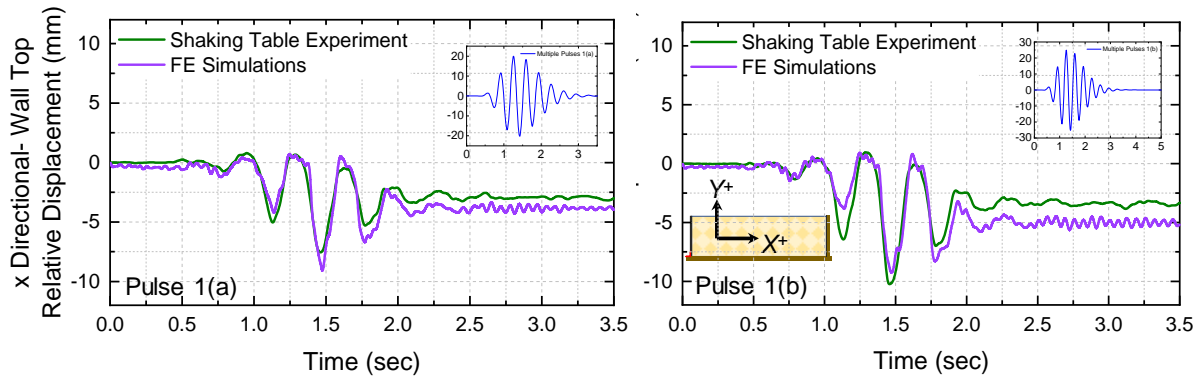 x Directional- Wall Top
Relative Displacement (mm)
10
5
0
-5
-10
Shaking Table Experiment
FE Simulations
Multiple Pulses 1(a)
20
10
0
-10
-20
0 1 2 3
Pulse 1(a)
0.0 0.5 1.0 1.5 2.0 2.5 3.0 3.5
Time (sec)
10
5
0
-5
-10
Shaking Table Experiment
FE Simulations
Multiple Pulses 1(b)
30
20
10
0
-10
-20
-30
0 1 2 3 4 5
Y+
X+
Pulse 1(b)
0.0 0.5 1.0 1.5 2.0 2.5 3.0 3.5
Time (sec)